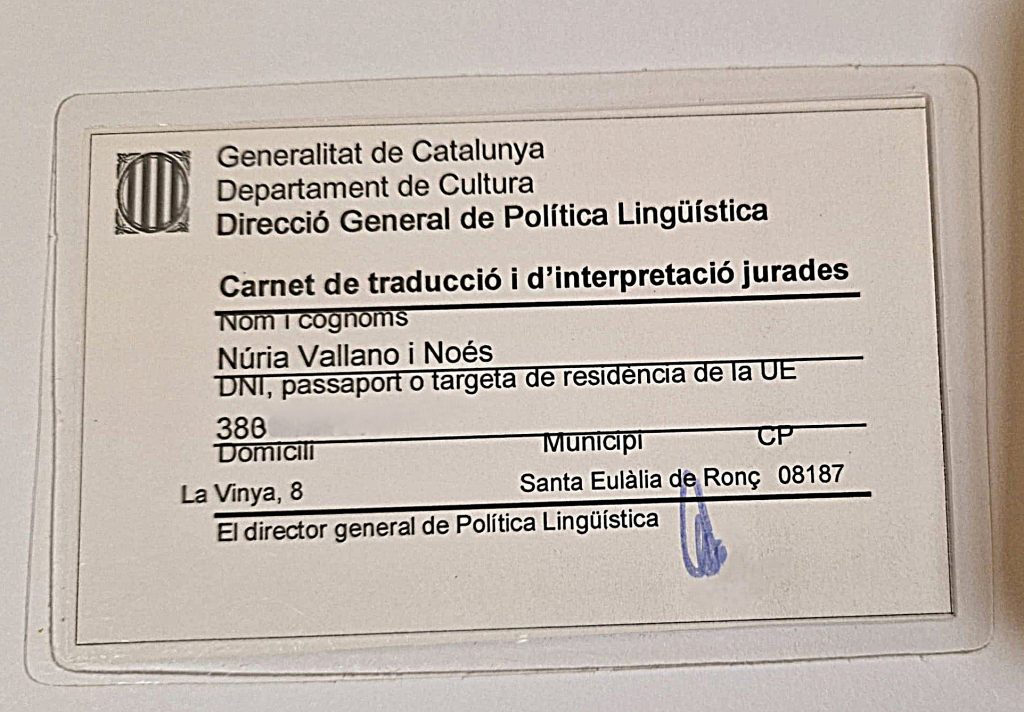 Generalitat de Catalunya
Departament de Cultura
Direcció General de Política Lingüística
Carnet de traducció i d'interpretació jurades
Nom i cognoms
Núria Vallano i Noés
DNI, passaport o targeta de residència de la UE
38
Domicili Municipi CP
La Vinya, 8 Santa Eulàlia de Ronç 08187
El director general de Política Lingüística